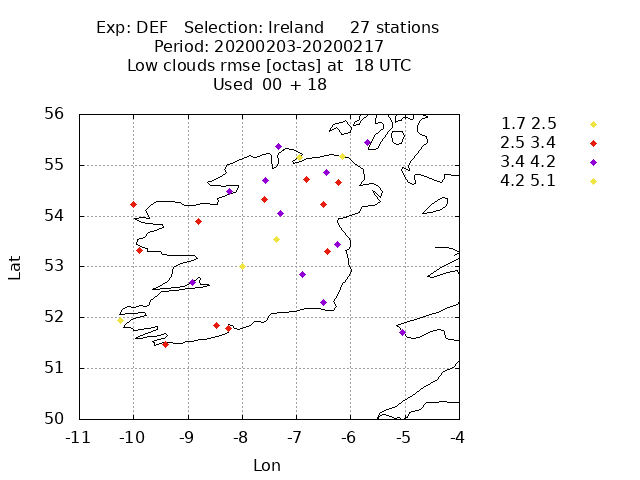 Exp: DEF   Selection: Ireland     27 stations
Period: 20200203-20200217
Low clouds rmse [octas] at  18 UTC
Used  00 + 18
1.7 2.5
2.5 3.4
3.4 4.2
4.2 5.1
56
55
54
53
52
51
50
Lat
-11 -10 -9 -8 -7 -6 -5 -4
Lon